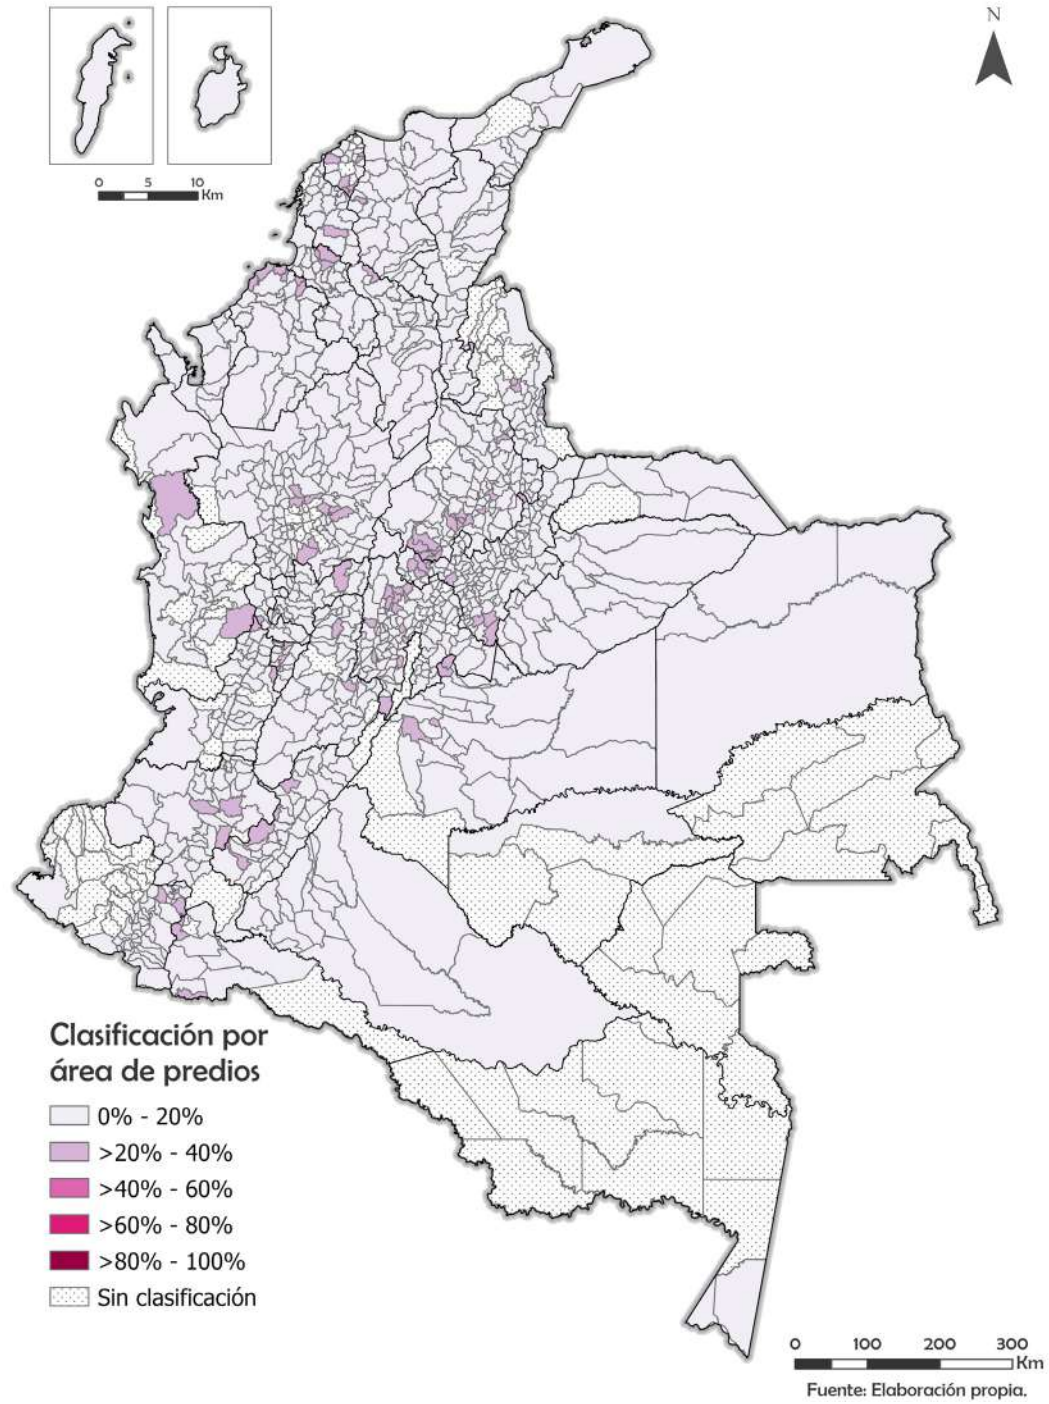 N
0 5 10
Km
Clasificación por
área de predios
0% - 20%
>20% - 40%
>40% - 60%
>60% - 80%
>80% - 100%
Sin clasificación
0 100 200 300
Km
Fuente: Elaboración propia.